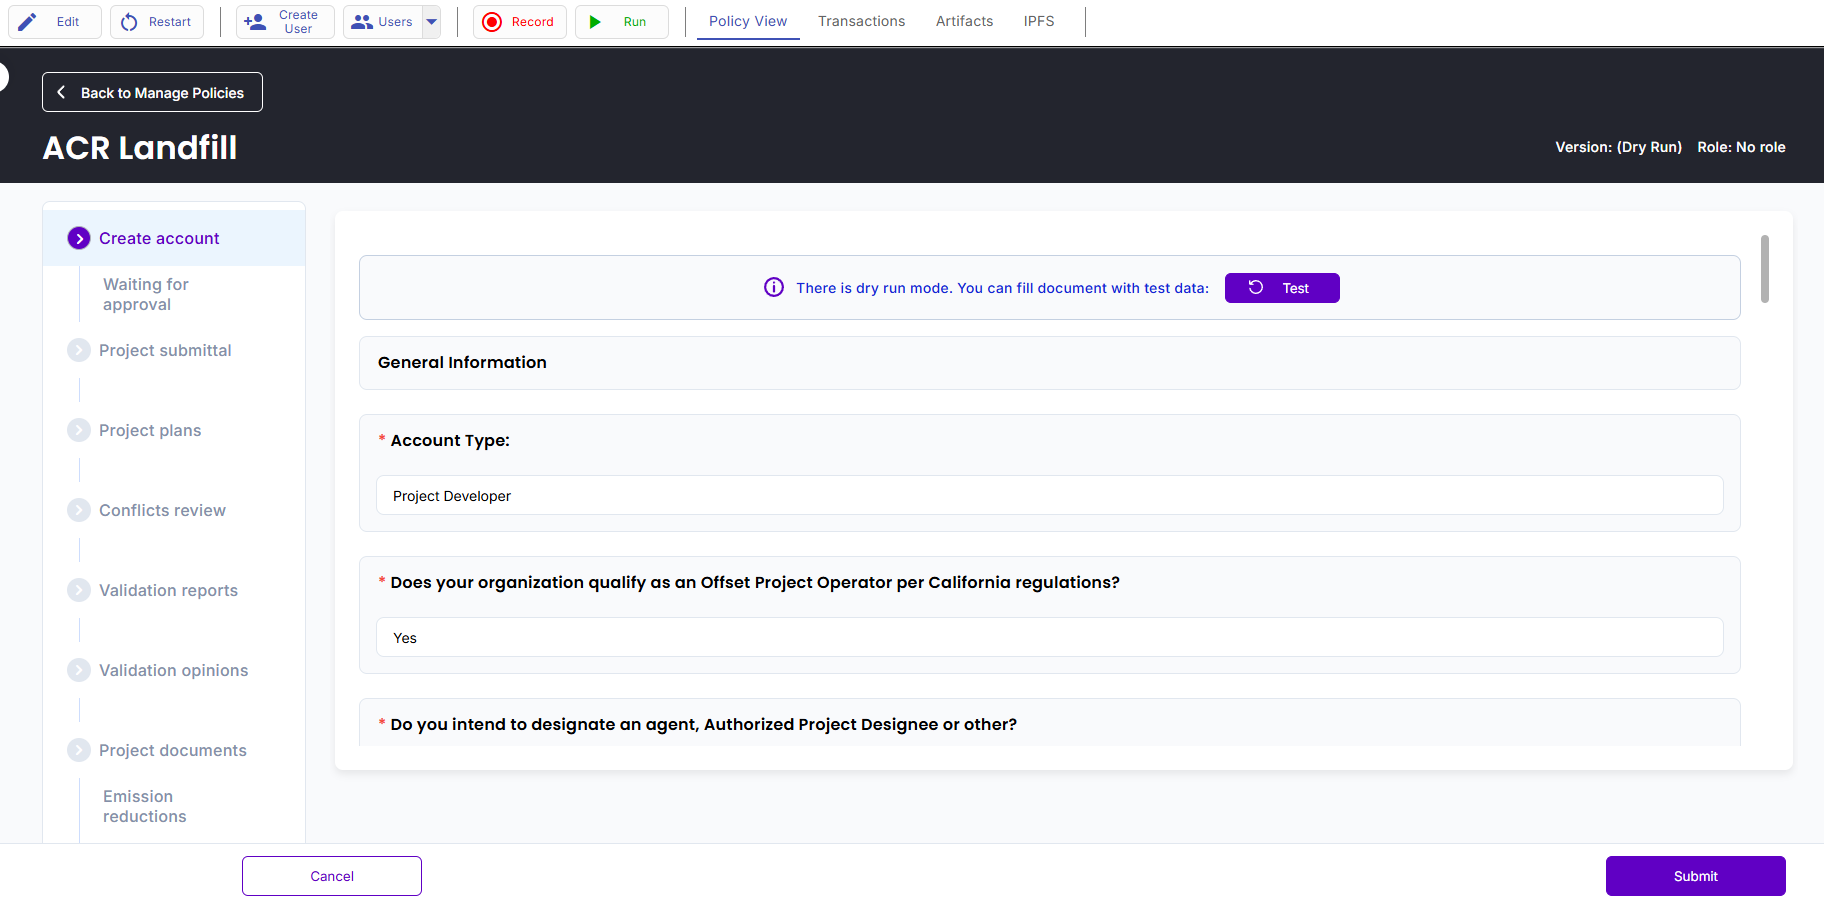 Edit
Restart
Create
User
Users
Record
Run
Policy View
Transactions
Artifacts
IPFS
Back to Manage Policies
ACR Landfill
Version: (Dry Run)
Role: No role
Create account
Waiting for
approval
Project submittal
Project plans
Conflicts review
Validation reports
Validation opinions
Project documents
Emission
reductions
There is dry run mode. You can fill document with test data:
Test
General Information
* Account Type:
Project Developer
* Does your organization qualify as an Offset Project Operator per California regulations?
Yes
* Do you intend to designate an agent, Authorized Project Designee or other?
Cancel
Submit